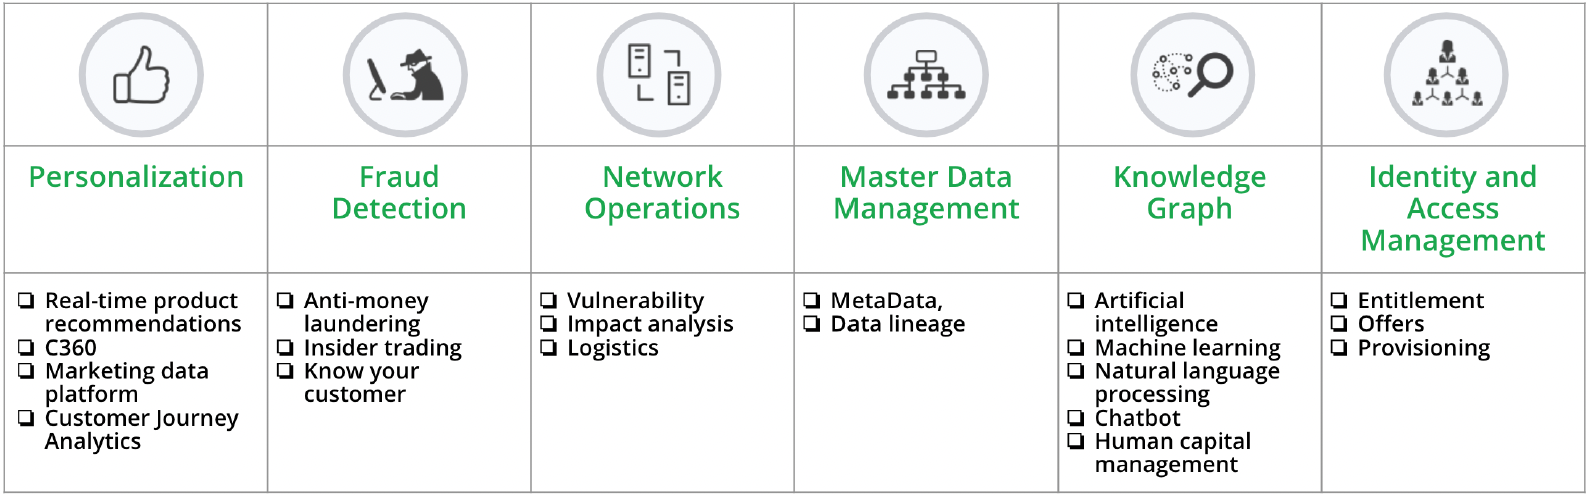 Personalization
Fraud
Detection
Network
Operations
Master Data
Management
Knowledge
Graph
Identity and
Access
Management
Real-time product
recommendations
C360
Marketing data
platform
Customer Journey
Analytics
Anti-money
laundering
Insider trading
Know your
customer
Vulnerability
Impact analysis
Logistics
MetaData,
Data lineage
Artificial
intelligence
Machine learning
Natural language
processing
Chatbot
Human capital
management
Entitlement
Offers
Provisioning